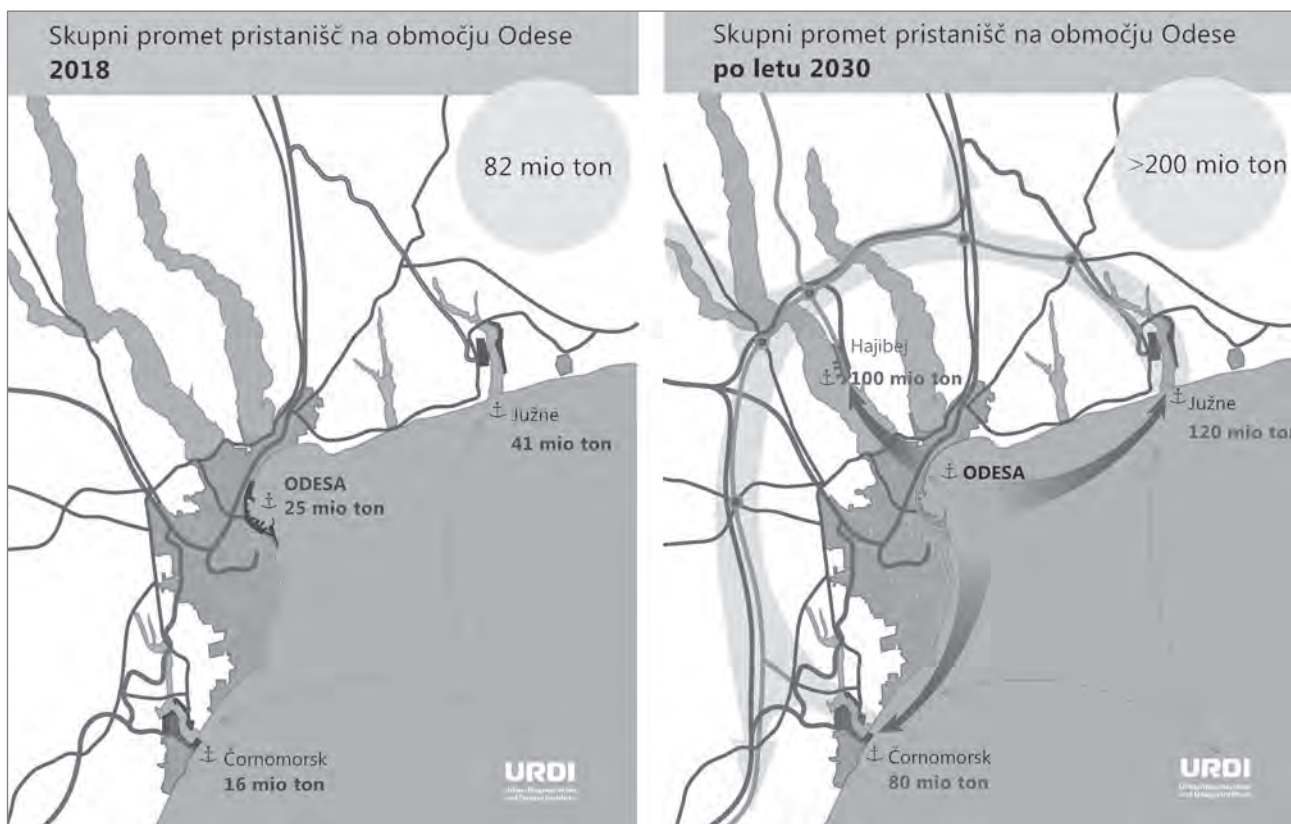 Skupni promet pristanišč na območju Odese
2018
82 mio ton
Južne
41 mio ton
ODESA
25 mio ton
Čornomorsk
16 mio ton
URDI
Skupni promet pristanišč na območju Odese
po letu 2030
>200 mio ton
Hajibej
100 mio ton
Južne
120 mio ton
ODESA
Čornomorsk
80 mio ton
URDI